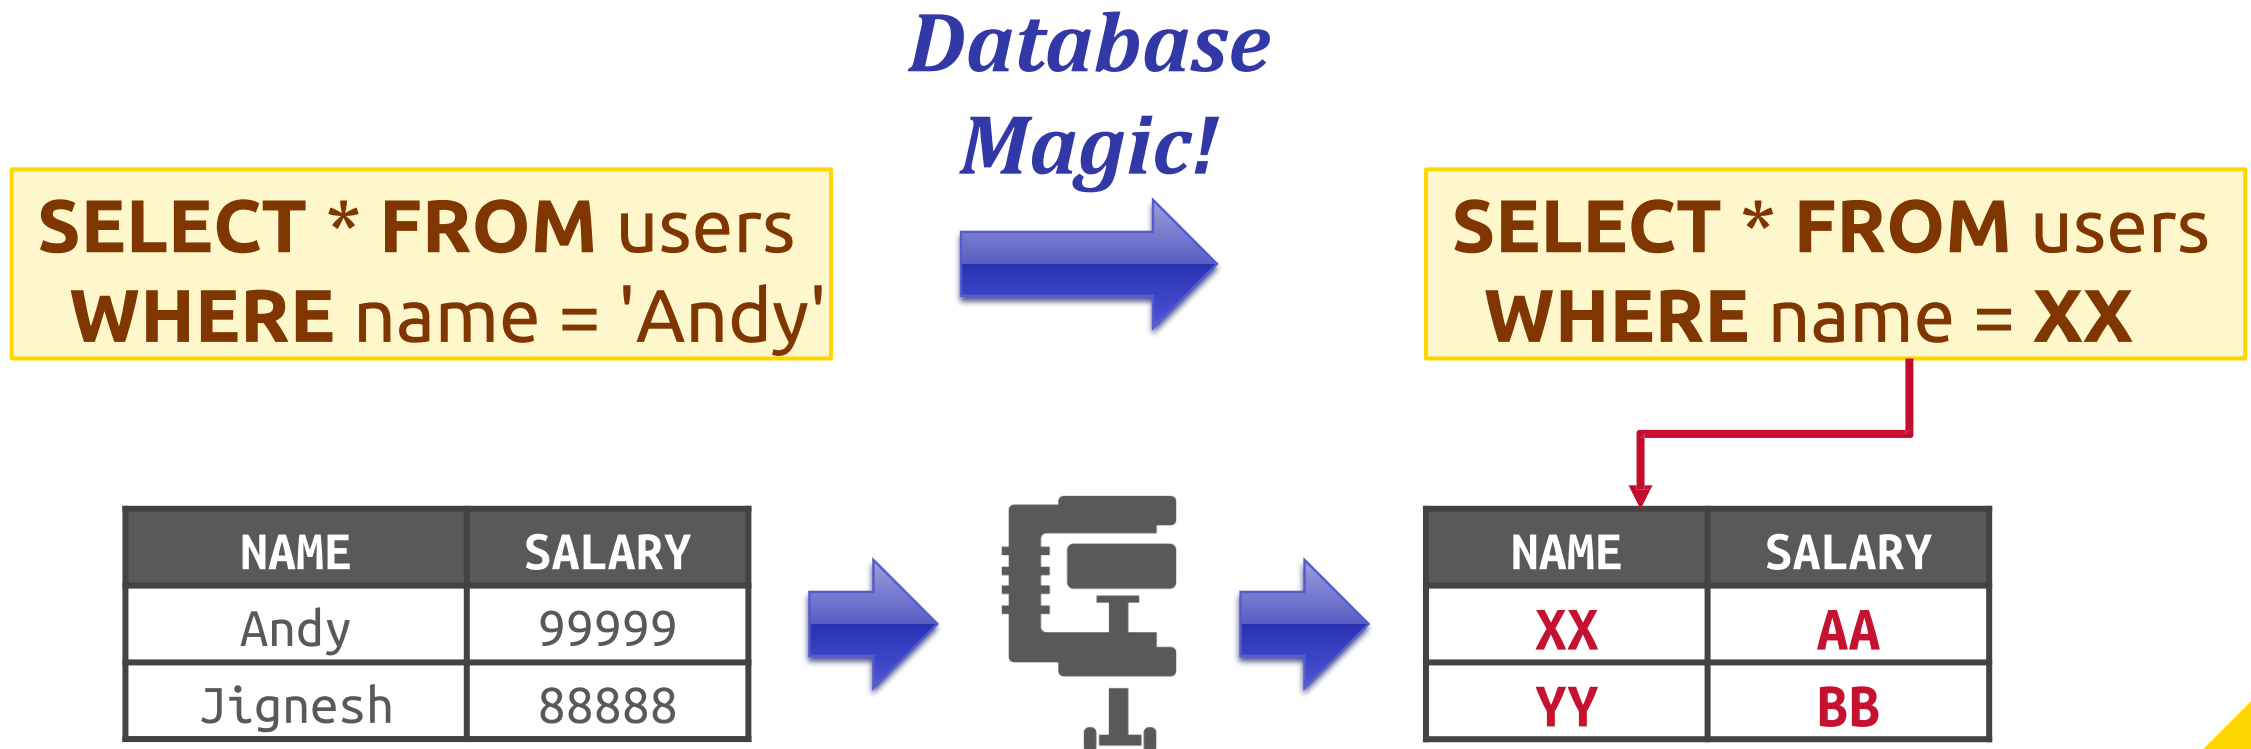 Database
Magic!
SELECT * FROM users
WHERE name = 'Andy'
SELECT * FROM users
WHERE name = XX
NAME SALARY
Andy 99999
Jignesh 88888
NAME SALARY
XX AA
YY BB